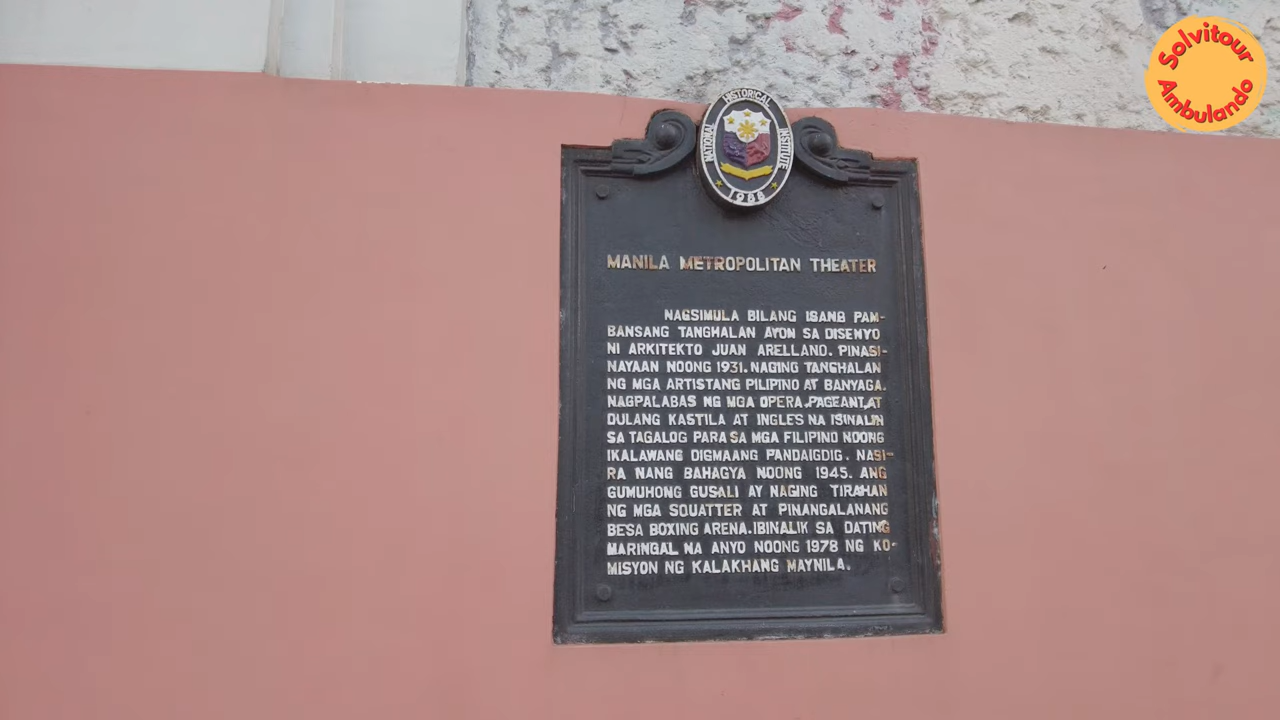 Solvitour
Ambulando
NATIONAL HISTORICAL INSTITUTE
1988
MANILA METROPOLITAN THEATER
NAGSIMULA BILANG ISANG PAM-
BANSANG TANGHALAN AYON SA DISENYO
NI ARKITEKTO JUAN ARELLANO. PINASI-
NAYAAN NOONG 1931. NAGING TANGHALAN
NG MGA ARTISTANG PILIPINO AT BANYAGA.
NAGPALABAS NG MGA OPERA, PAGEANT, AT
DULANG KASTILA AT INGLES NA ISINALIN
SA TAGALOG PARA SA MGA FILIPINO NOONG
IKALAWANG DIGMAANG PANDAIGDIG. NASI-
RA NANG BAHAGYA NOONG 1945. ANG
GUMUHONG GUSALI AY NAGING TIRAHAN
NG MGA SQUATTER AT PINANGALANANG
BESA BOXING ARENA. IBINALIK SA DATING
MARINGAL NA ANYO NOONG 1978 NG KO-
MISYON NG KALAKHANG MAYNILA.